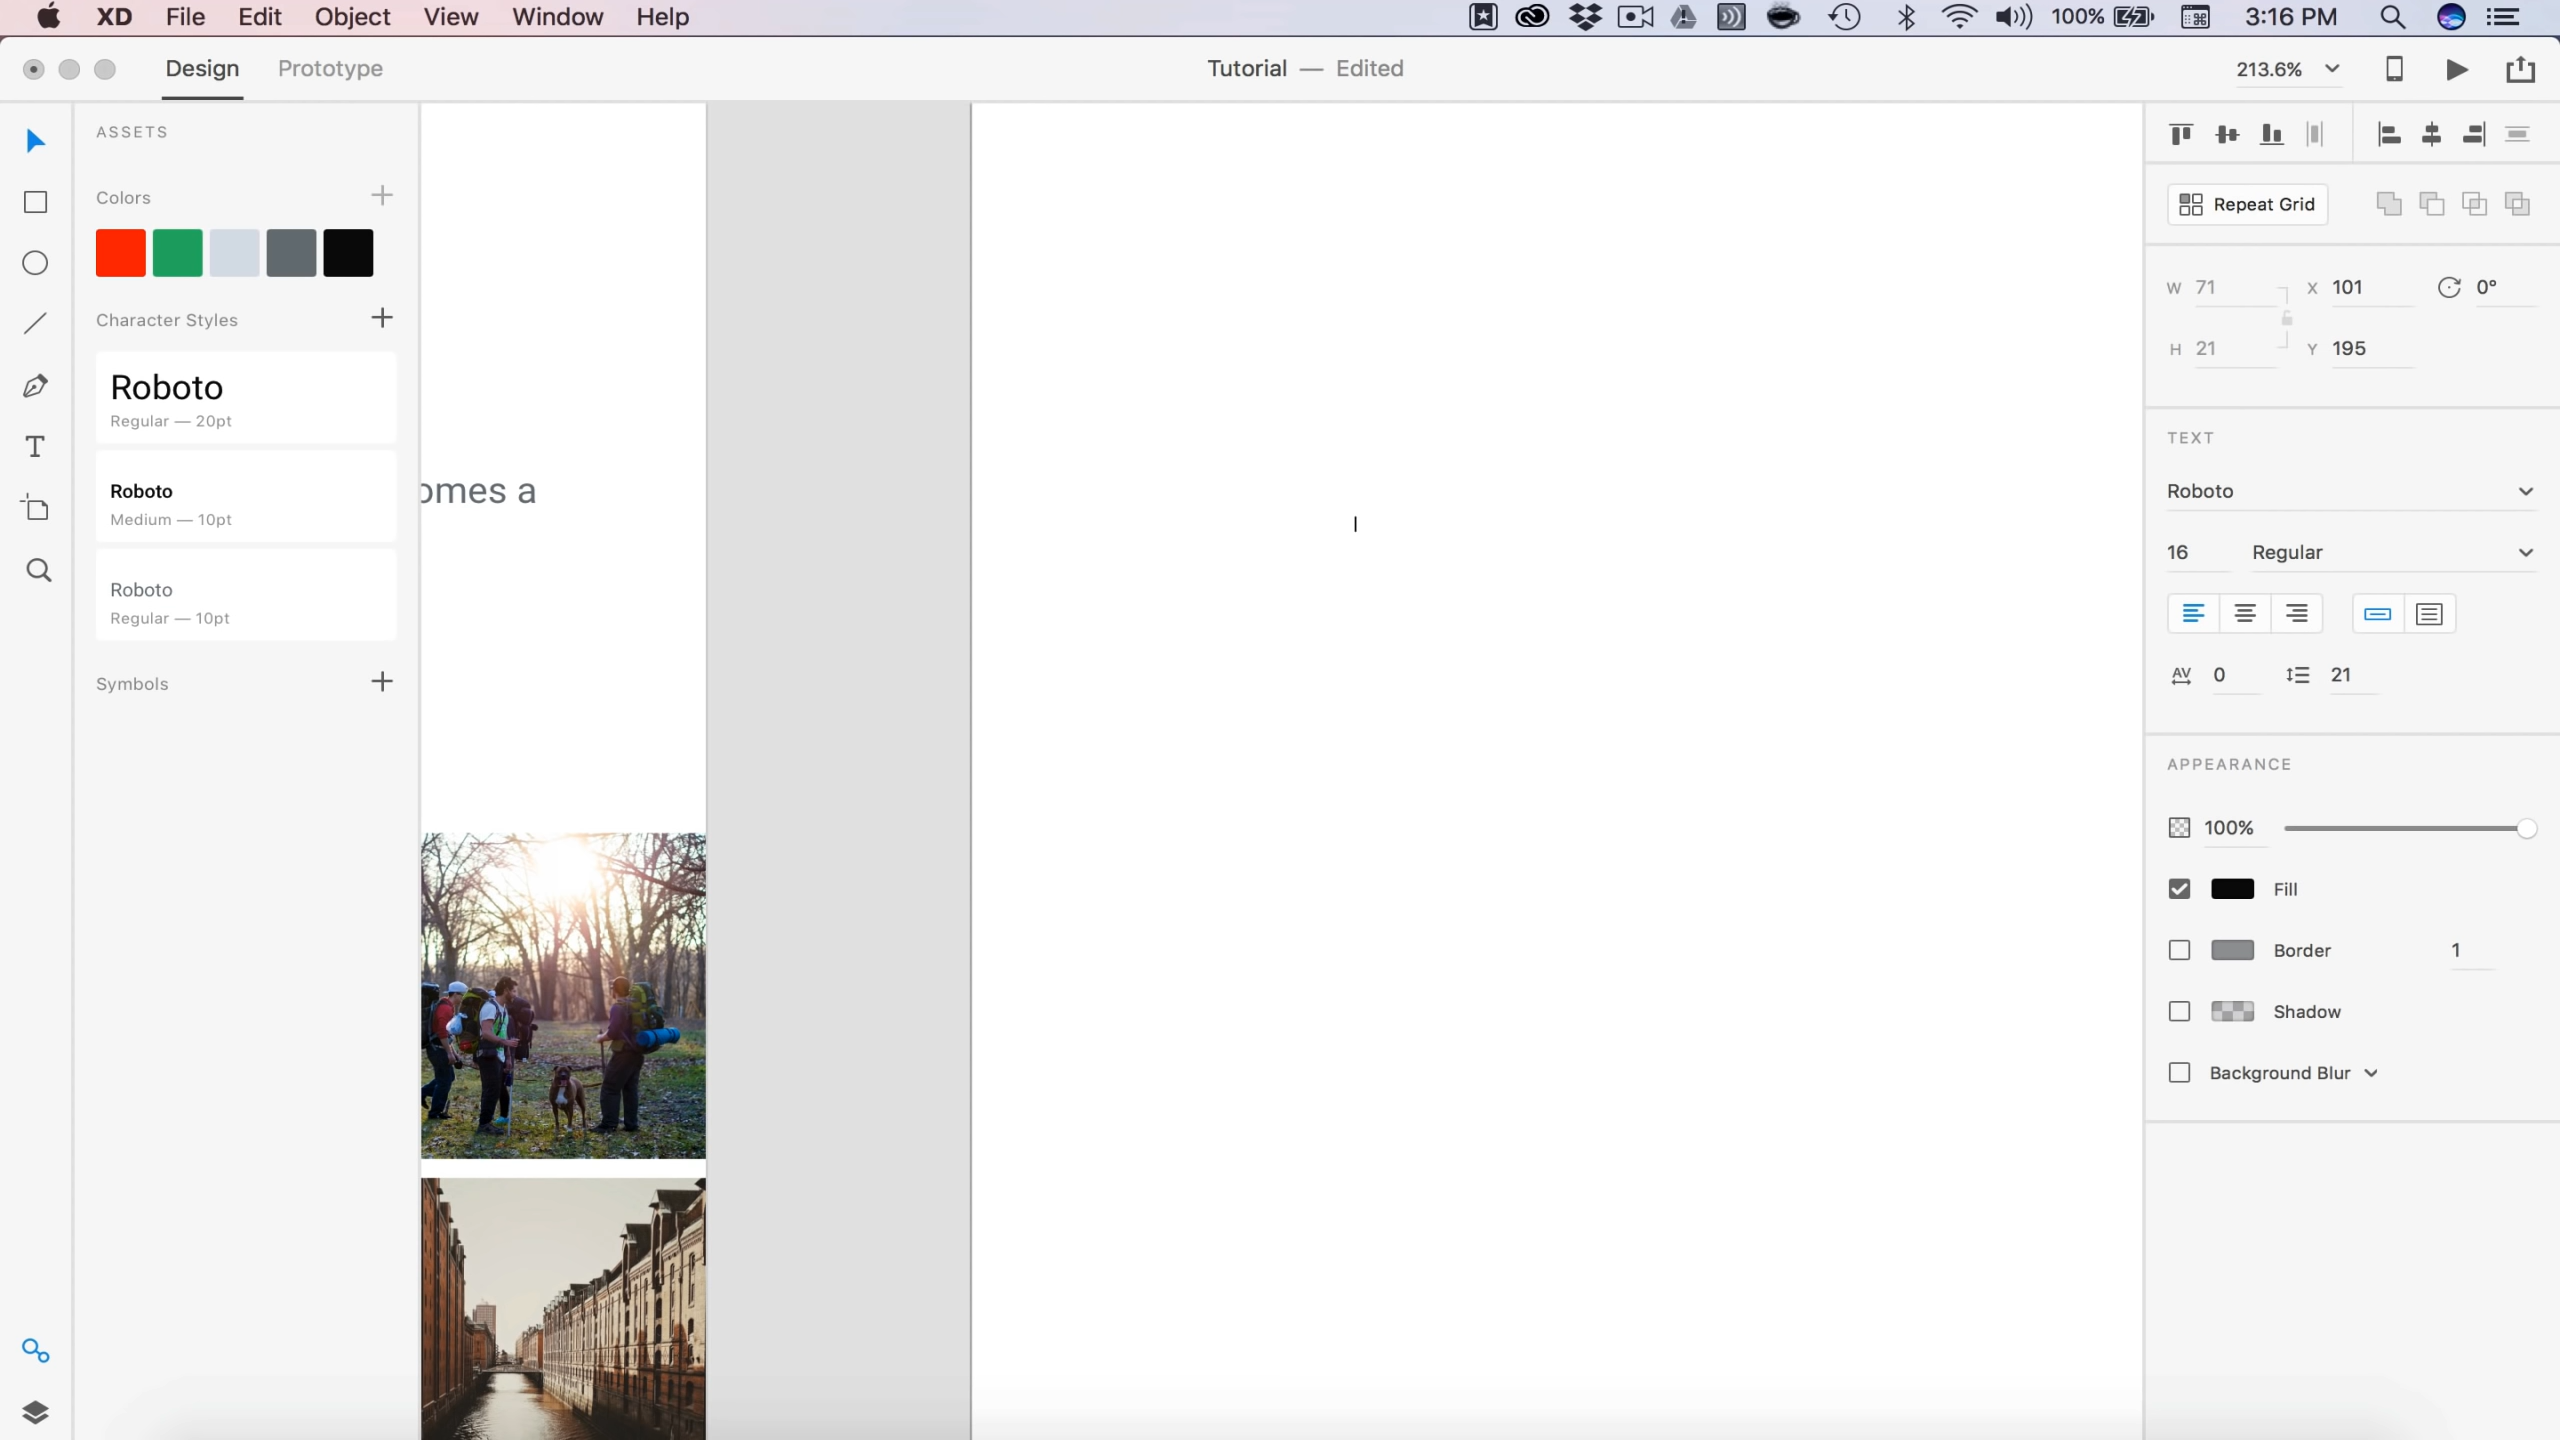 XD File Edit Object View Window Help 100% 3:16 PM
Design Prototype Tutorial — Edited 213.6%
ASSETS
Colors
Character Styles
Roboto
Regular — 20pt
Roboto
Medium — 10pt
Roboto
Regular — 10pt
Symbols
omes a
Repeat Grid
W 71 X 101 0°
H 21 Y 195
TEXT
Roboto
16 Regular
AV 0 21
APPEARANCE
100%
Fill
Border 1
Shadow
Background Blur